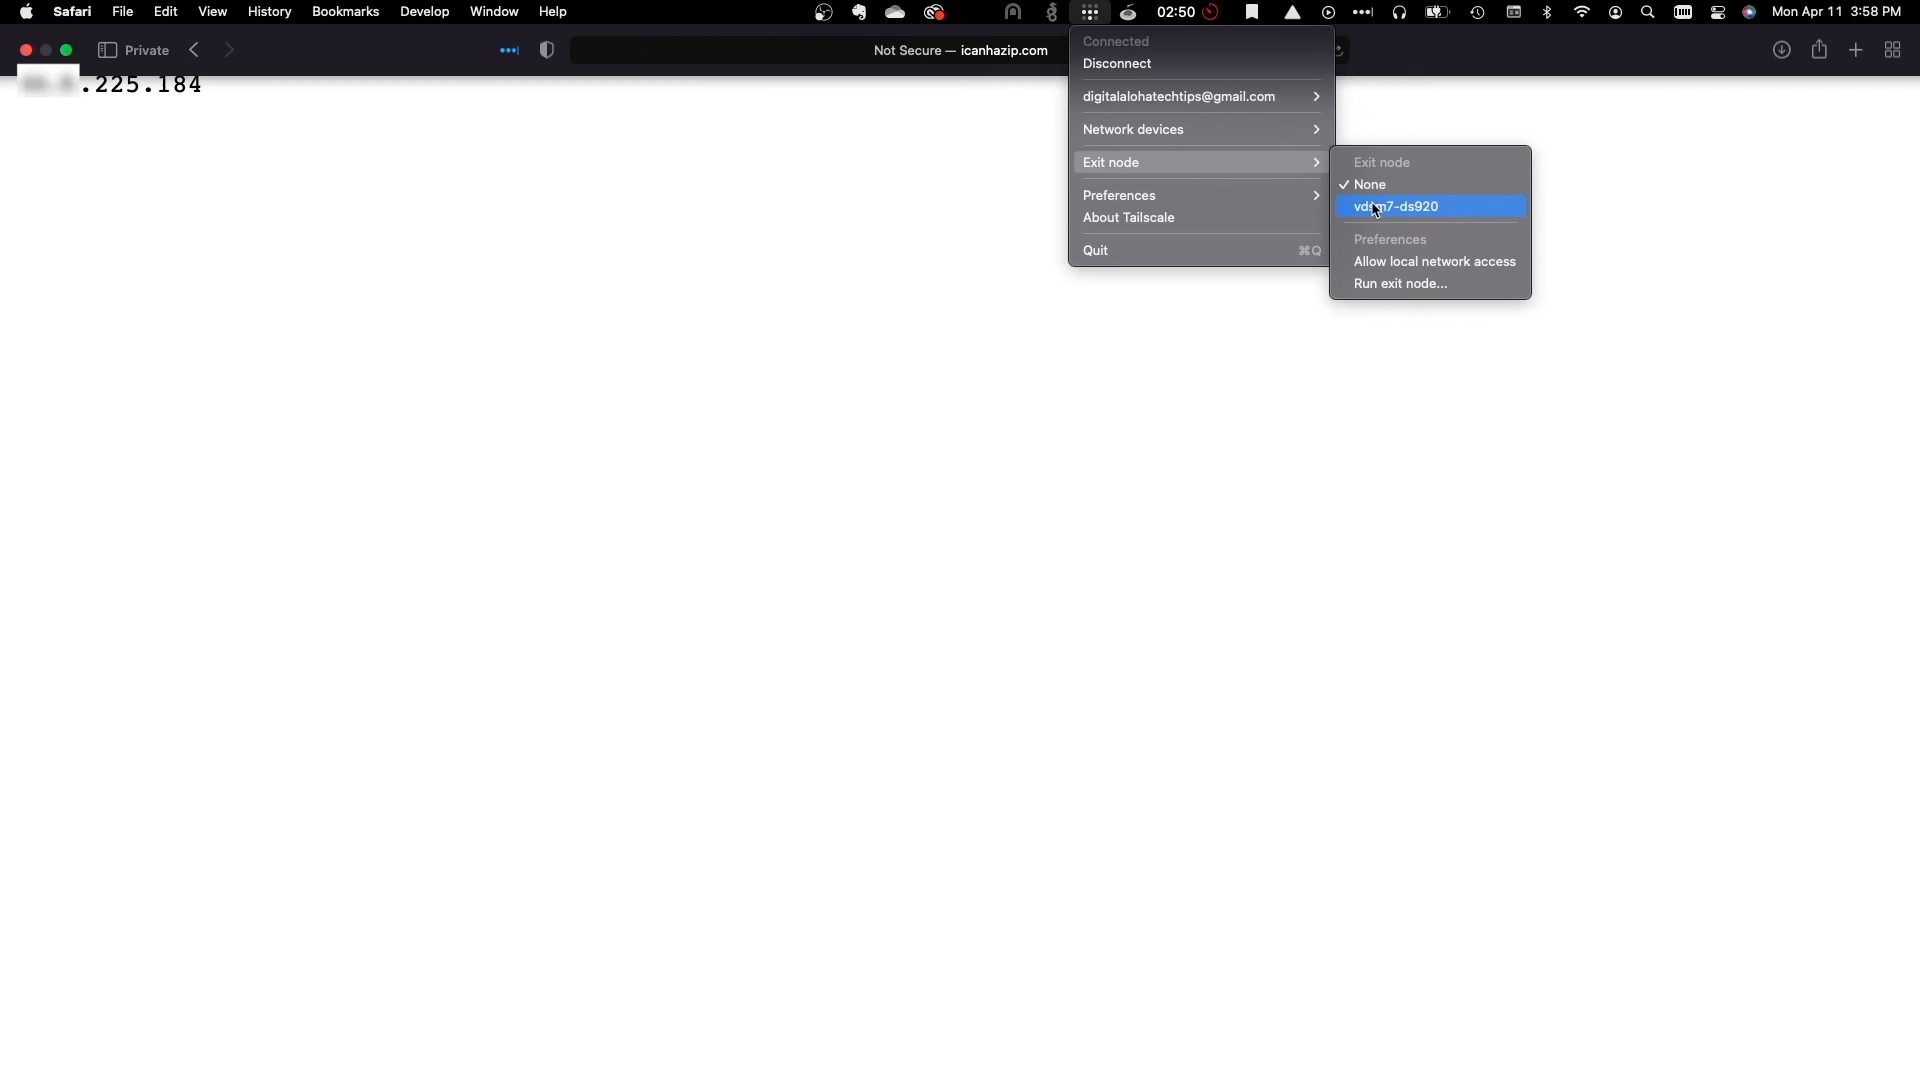 Safari File Edit View History Bookmarks Develop Window Help 02:50 Mon Apr 11 3:58 PM
Private Not Secure — icanhazip.com
.225.184
Connected
Disconnect
digitalalohatechtips@gmail.com
Network devices
Exit node
Preferences
About Tailscale
Quit ⌘Q
Exit node
✓ None
vdsm7-ds920
Preferences
Allow local network access
Run exit node...